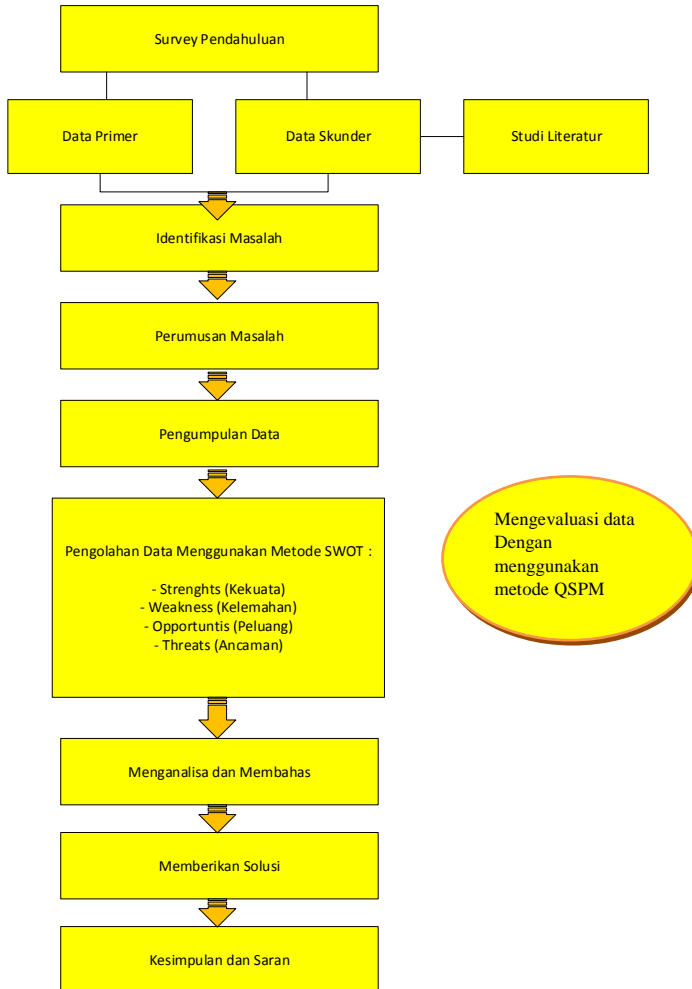 Survey Pendahuluan
Data Primer
Data Skunder
Studi Literatur
Identifikasi Masalah
Perumusan Masalah
Pengumpulan Data
Pengolahan Data Menggunakan Metode SWOT :
- Strenghts (Kekuata)
- Weakness (Kelemahan)
- Opportuntis (Peluang)
- Threats (Ancaman)
Mengevaluasi data
Dengan
menggunakan
metode QSPM
Menganalisa dan Membahas
Memberikan Solusi
Kesimpulan dan Saran